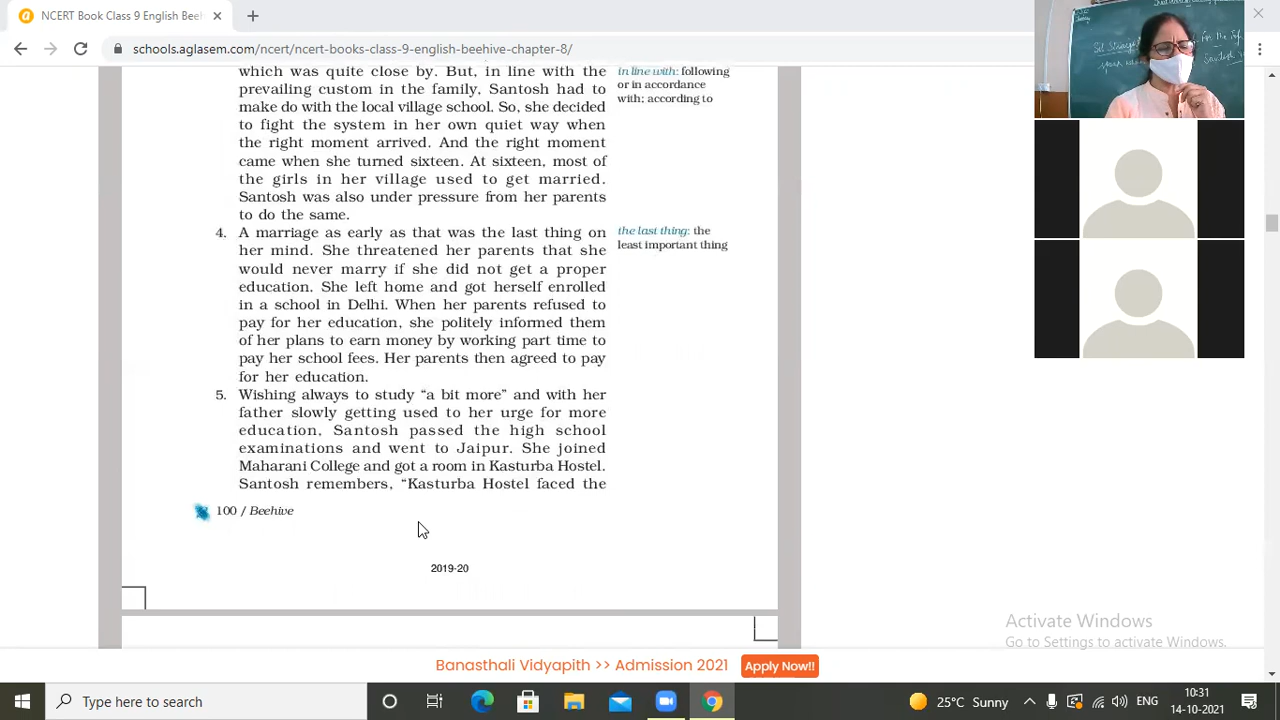 NCERT Book Class 9 English Bee
schools.aglasem.com/ncert/ncert-books-class-9-english-beehive-chapter-8/
which was quite close by. But, in line with the
prevailing custom in the family, Santosh had to
make do with the local village school. So, she decided
to fight the system in her own quiet way when
the right moment arrived. And the right moment
came when she turned sixteen. At sixteen, most of
the girls in her village used to get married.
Santosh was also under pressure from her parents
to do the same.
in line with: following
or in accordance
with; according to
4. A marriage as early as that was the last thing on
her mind. She threatened her parents that she
would never marry if she did not get a proper
education. She left home and got herself enrolled
in a school in Delhi. When her parents refused to
pay for her education, she politely informed them
of her plans to earn money by working part time to
pay her school fees. Her parents then agreed to pay
for her education.
the last thing: the
least important thing
5. Wishing always to study “a bit more” and with her
father slowly getting used to her urge for more
education, Santosh passed the high school
examinations and went to Jaipur. She joined
Maharani College and got a room in Kasturba Hostel.
Santosh remembers, “Kasturba Hostel faced the
100 / Beehive
2019-20
Sit Straight
For the
Santosh
Activate Windows
Go to Settings to activate Windows.
Banasthali Vidyapith >> Admission 2021
Apply Now!!
Type here to search
25°C Sunny
ENG
10:31
14-10-2021